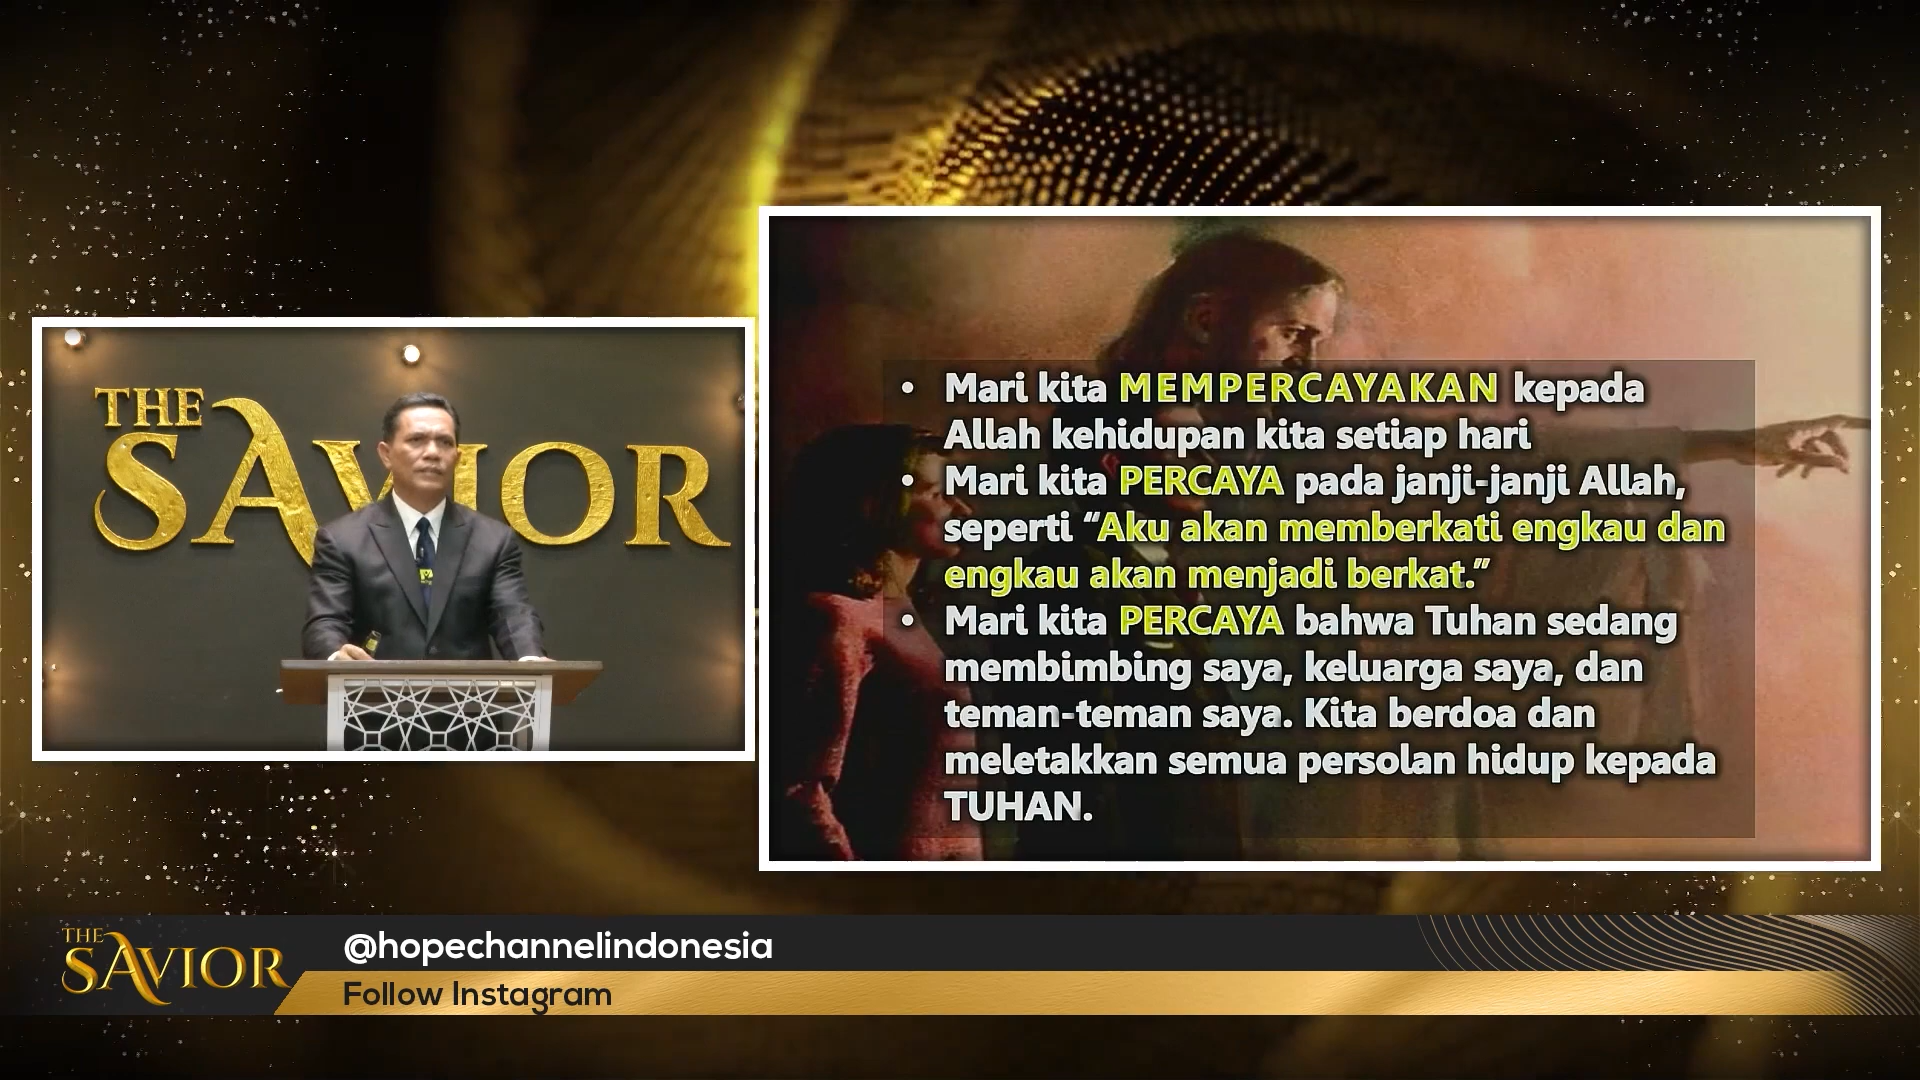 THE
SAVIOR
• Mari kita MEMPERCAYAKAN kepada
Allah kehidupan kita setiap hari
• Mari kita PERCAYA pada janji-janji Allah,
seperti “Aku akan memberkati engkau dan
engkau akan menjadi berkat.”
• Mari kita PERCAYA bahwa Tuhan sedang
membimbing saya, keluarga saya, dan
teman-teman saya. Kita berdoa dan
meletakkan semua persolan hidup kepada
TUHAN.
THE
SAVIOR
@hopechannelindonesia
Follow Instagram